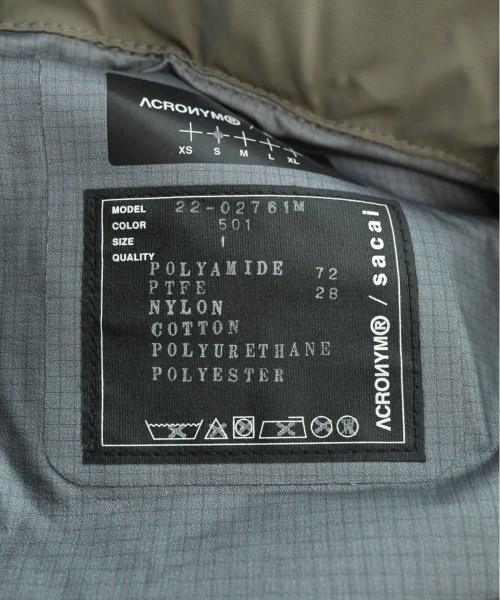 ACRONYM® /
XS S M L XL
MODEL 22-02761M
COLOR 501
SIZE 1
QUALITY
POLYAMIDE 72
PTFE 28
NYLON
COTTON
POLYURETHANE
POLYESTER
ACRONYM® / sacai